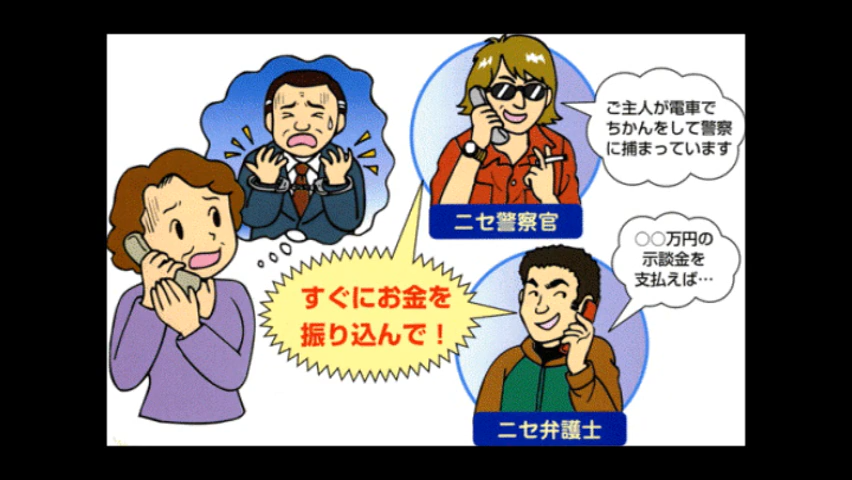 ご主人が電車で
ちかんをして警察
に捕まっています
ニセ警察官
○○万円の
示談金を
支払えば…
すぐにお金を
振り込んで！
ニセ弁護士